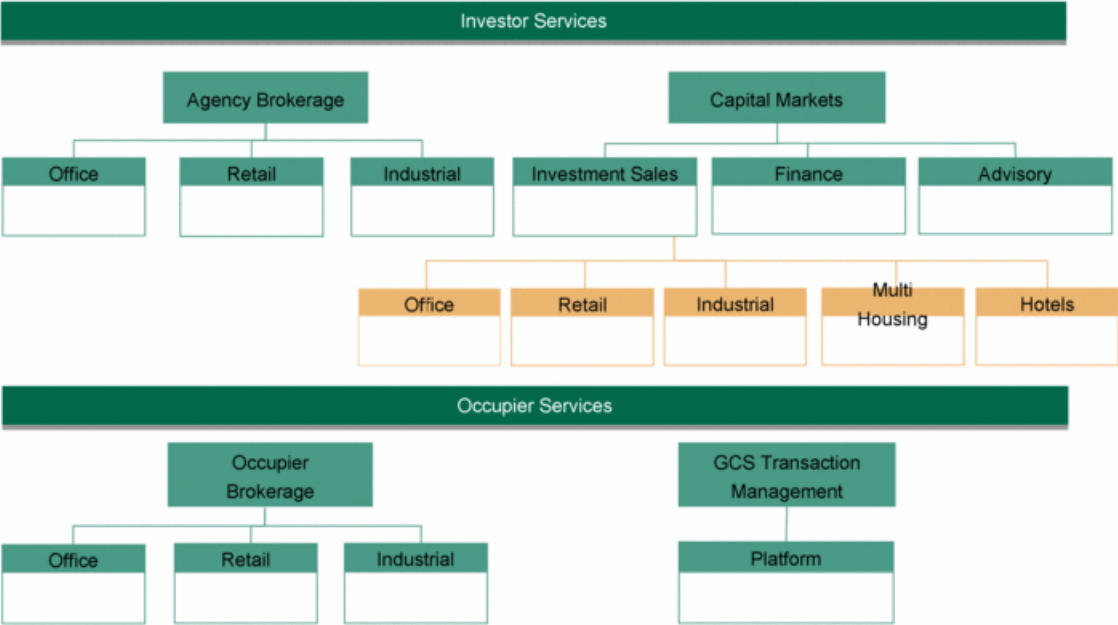 Investor Services
Agency Brokerage
Capital Markets
Office
Retail
Industrial
Investment Sales
Finance
Advisory
Office
Retail
Industrial
Multi
Housing
Hotels
Occupier Services
Occupier
Brokerage
GCS Transaction
Management
Office
Retail
Industrial
Platform